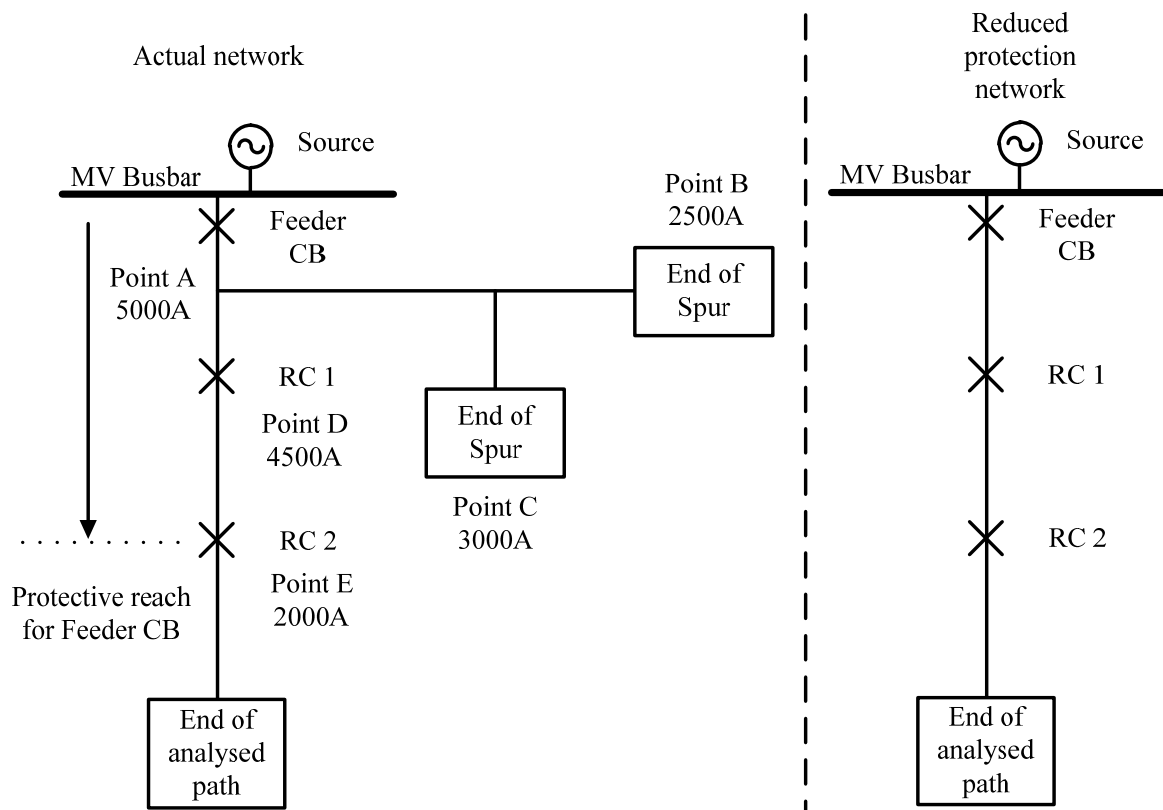 Actual network
Source
MV Busbar
Feeder
CB
Point A
5000A
Point B
2500A
End of
Spur
RC 1
Point D
4500A
End of
Spur
Point C
3000A
RC 2
Point E
2000A
Protective reach
for Feeder CB
End of
analysed
path
Reduced
protection
network
Source
MV Busbar
Feeder
CB
RC 1
RC 2
End of
analysed
path